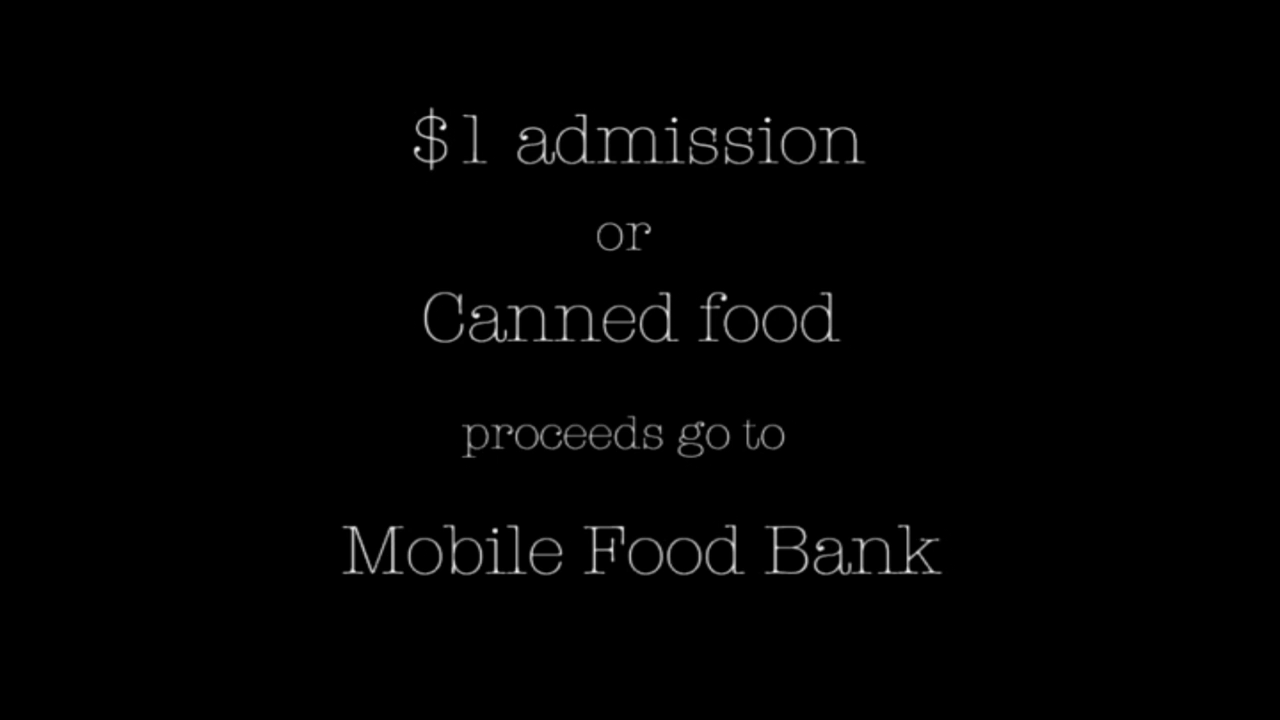 $1 admission
or
Canned food
proceeds go to
Mobile Food Bank